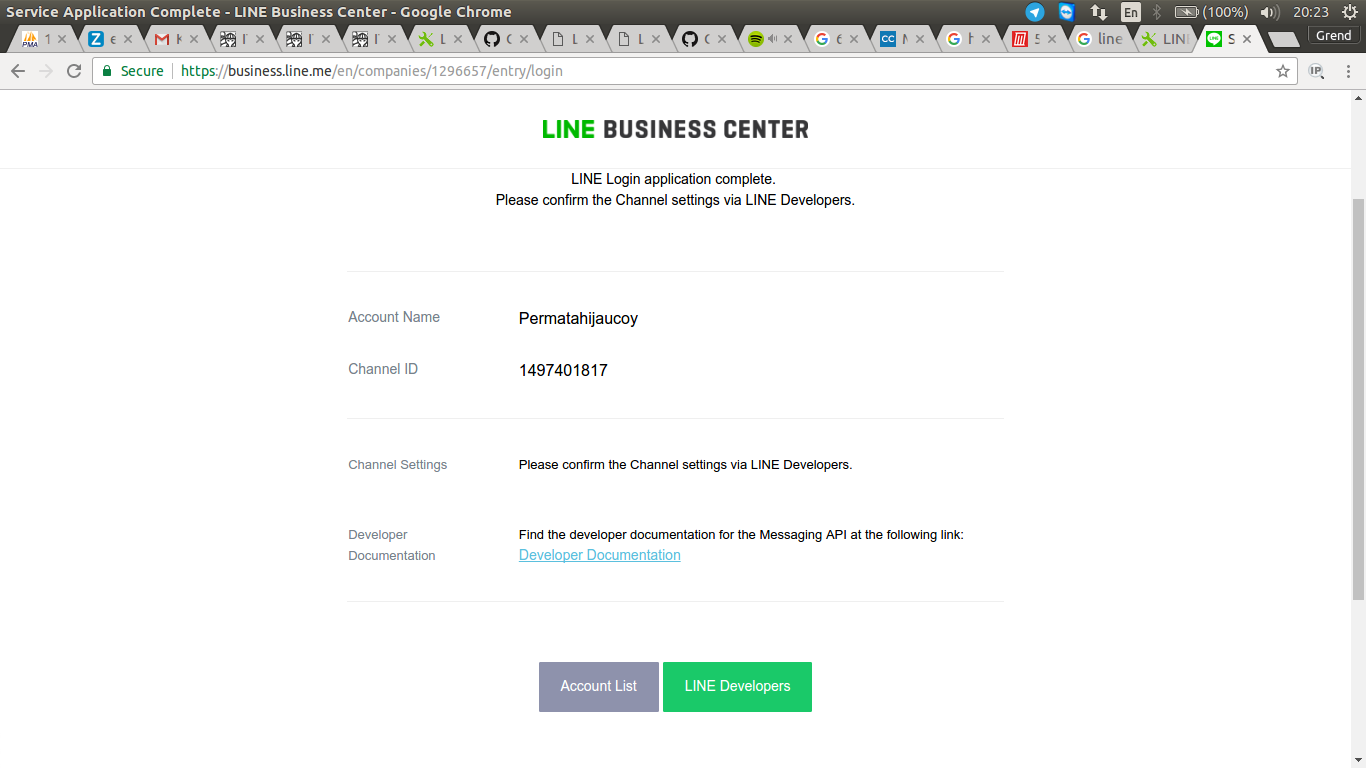 Service Application Complete - LINE Business Center - Google Chrome
En (100%) 20:23
PMA 1 Z e LINE S Grend
Secure https://business.line.me/en/companies/1296657/entry/login IP
LINE BUSINESS CENTER
LINE Login application complete.
Please confirm the Channel settings via LINE Developers.
Account Name Permatahijaucoy
Channel ID 1497401817
Channel Settings Please confirm the Channel settings via LINE Developers.
Developer Documentation Find the developer documentation for the Messaging API at the following link:
Developer Documentation
Account List LINE Developers